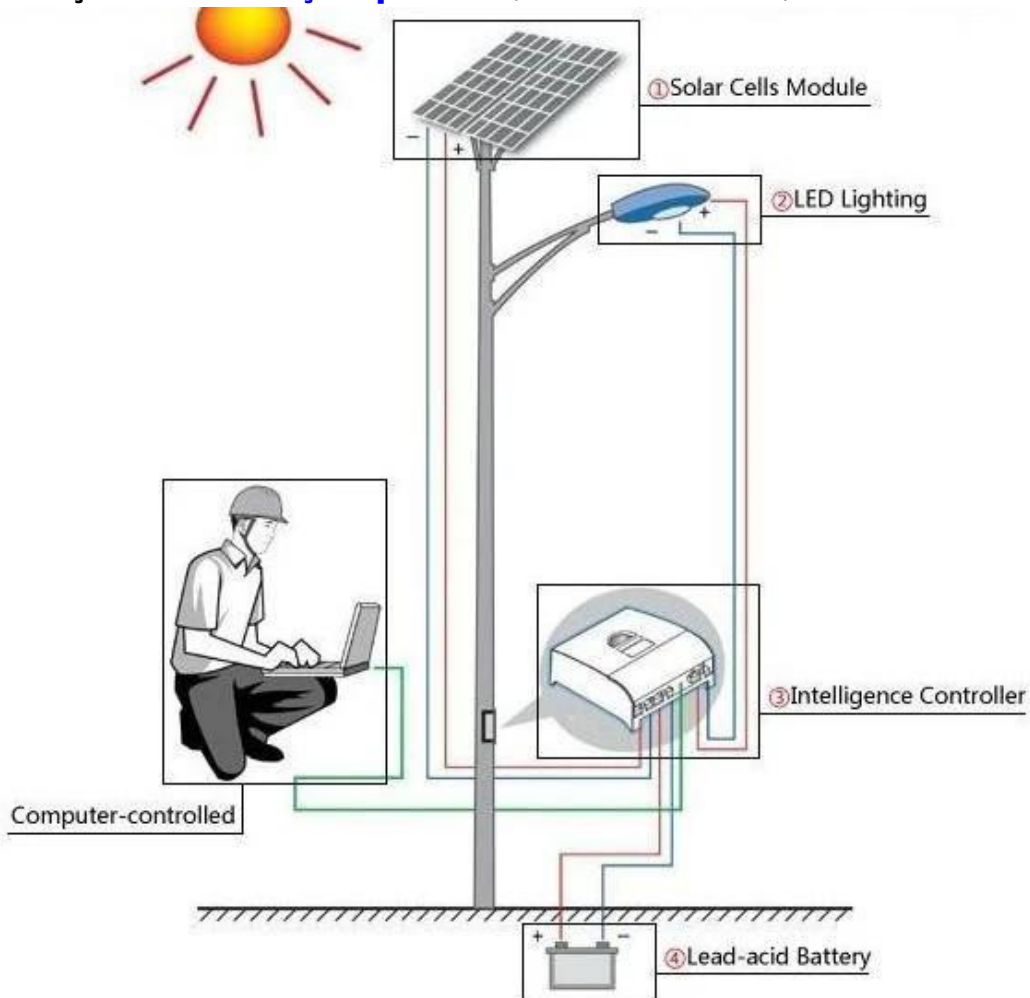 ①Solar Cells Module
− +
②LED Lighting
+
−
③Intelligence Controller
Computer-controlled
+ −
④Lead-acid Battery